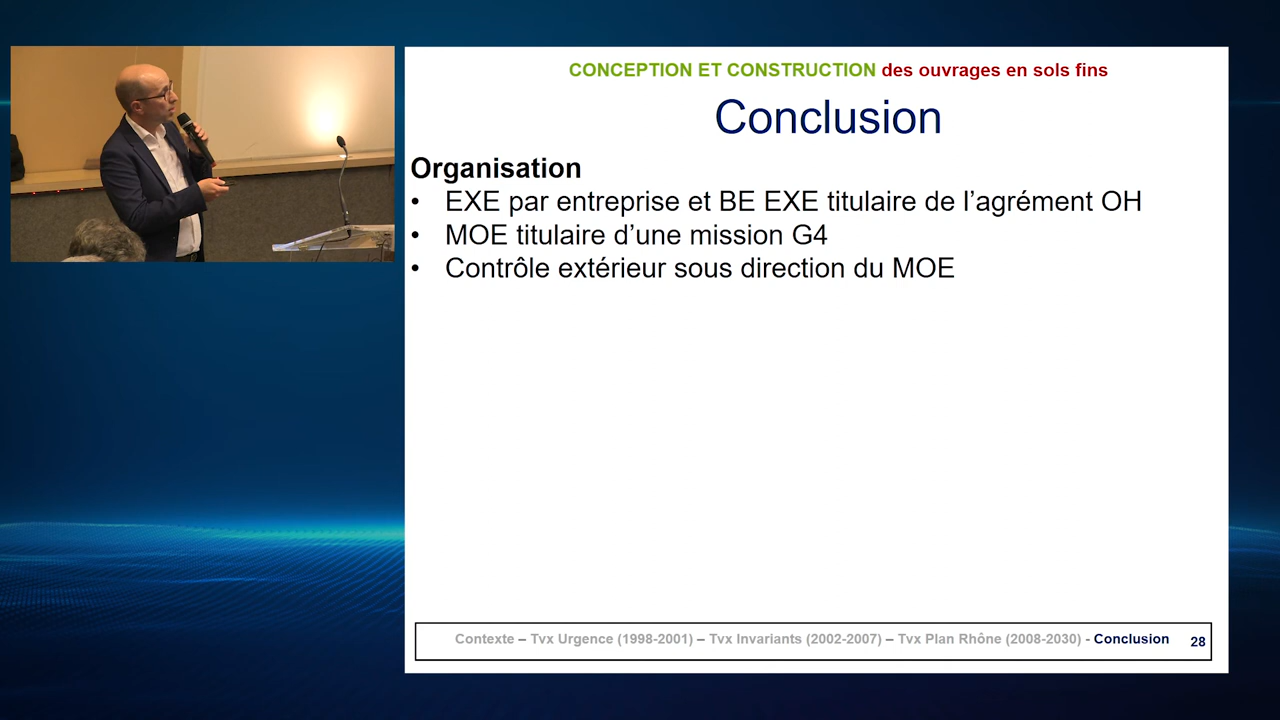 CONCEPTION ET CONSTRUCTION des ouvrages en sols fins
Conclusion
Organisation
• EXE par entreprise et BE EXE titulaire de l’agrément OH
• MOE titulaire d’une mission G4
• Contrôle extérieur sous direction du MOE
Contexte – Tvx Urgence (1998-2001) – Tvx Invariants (2002-2007) – Tvx Plan Rhône (2008-2030) - Conclusion 28